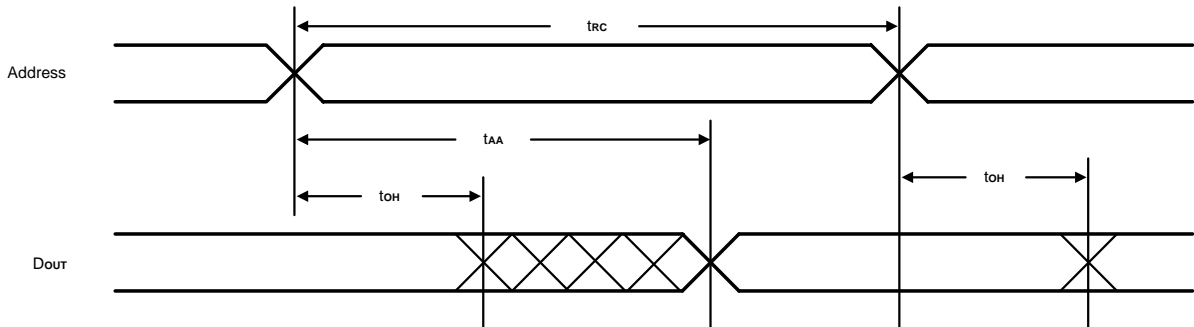 tRC
Address
tAA
tOH
tOH
DOUT